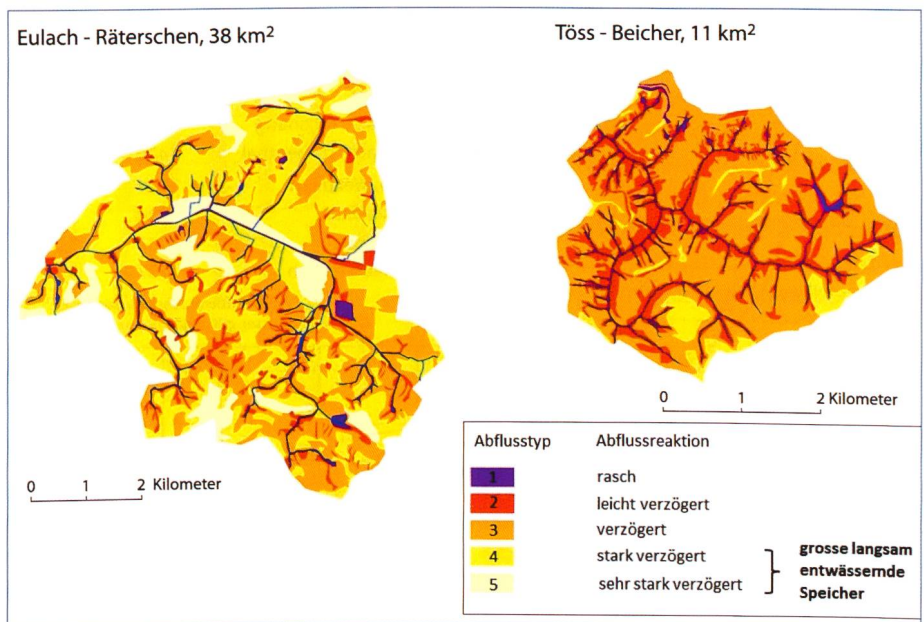 Eulach - Räterschen, 38 km²
Töss - Beicher, 11 km²
0 1 2 Kilometer
0 1 2 Kilometer
Abflusstyp Abflussreaktion
1 rasch
2 leicht verzögert
3 verzögert
4 stark verzögert
5 sehr stark verzögert
grosse langsam
entwässernde
Speicher